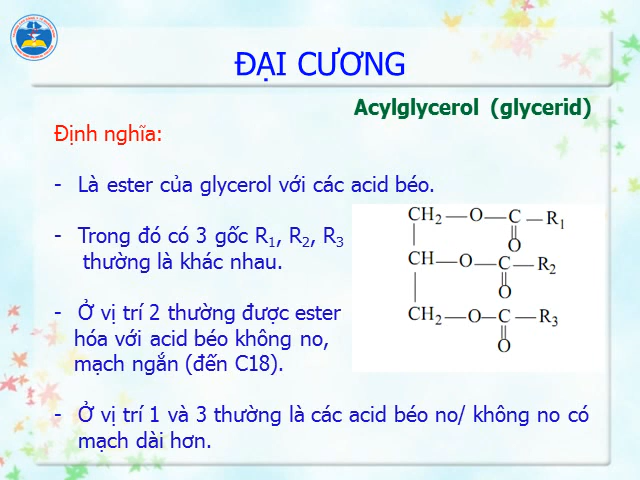 ĐẠI CƯƠNG
Acylglycerol (glycerid)
Định nghĩa:
- Là ester của glycerol với các acid béo.
- Trong đó có 3 gốc R1, R2, R3
thường là khác nhau.
- Ở vị trí 2 thường được ester
hóa với acid béo không no,
mạch ngắn (đến C18).
- Ở vị trí 1 và 3 thường là các acid béo no/ không no có
mạch dài hơn.
CH2—O—C—R1
O
CH—O—C—R2
O
CH2—O—C—R3
O